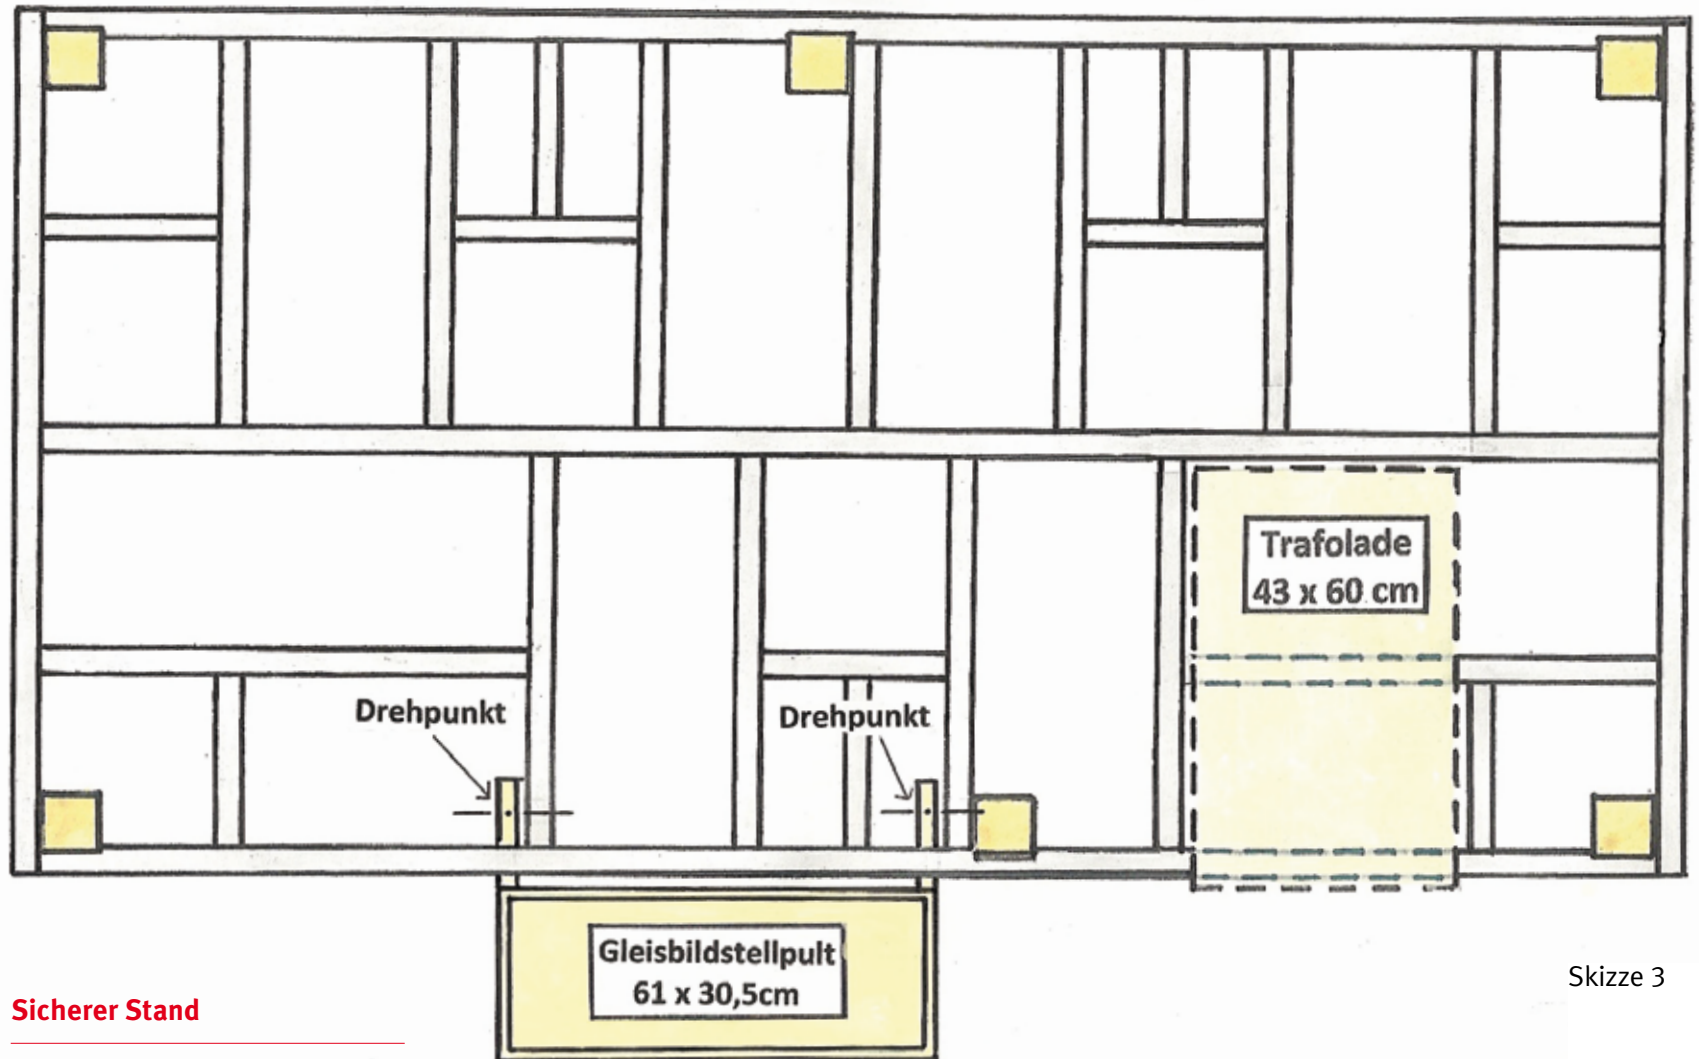 Trafolade
43 x 60 cm
Drehpunkt
Drehpunkt
Gleisbildstellpult
61 x 30,5cm
Skizze 3
Sicherer Stand